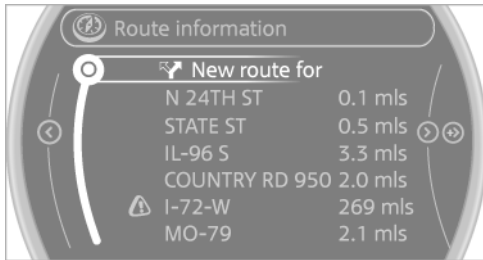 Route information
New route for
N 24TH ST 0.1 mls
STATE ST 0.5 mls
IL-96 S 3.3 mls
COUNTRY RD 950 2.0 mls
I-72-W 269 mls
MO-79 2.1 mls